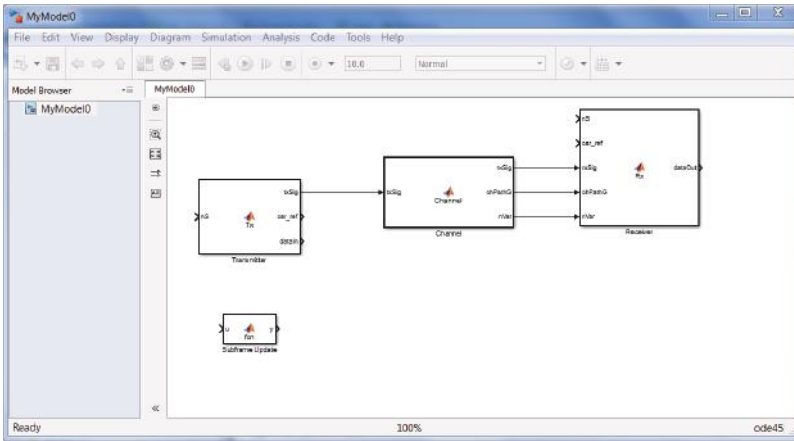 MyModel0
File Edit View Display Diagram Simulation Analysis Code Tools Help
10.0 Normal
Model Browser
MyModel0
MyModel0
nS
Tx
txSig
csr_ref
dataIn
Transmitter
txSig
Channel
rxSig
chPathG
nVar
Channel
nS
csr_ref
rxSig
chPathG
nVar
Rx
dataOut
Receiver
u
fcn
y
Subframe Update
Ready 100% ode45